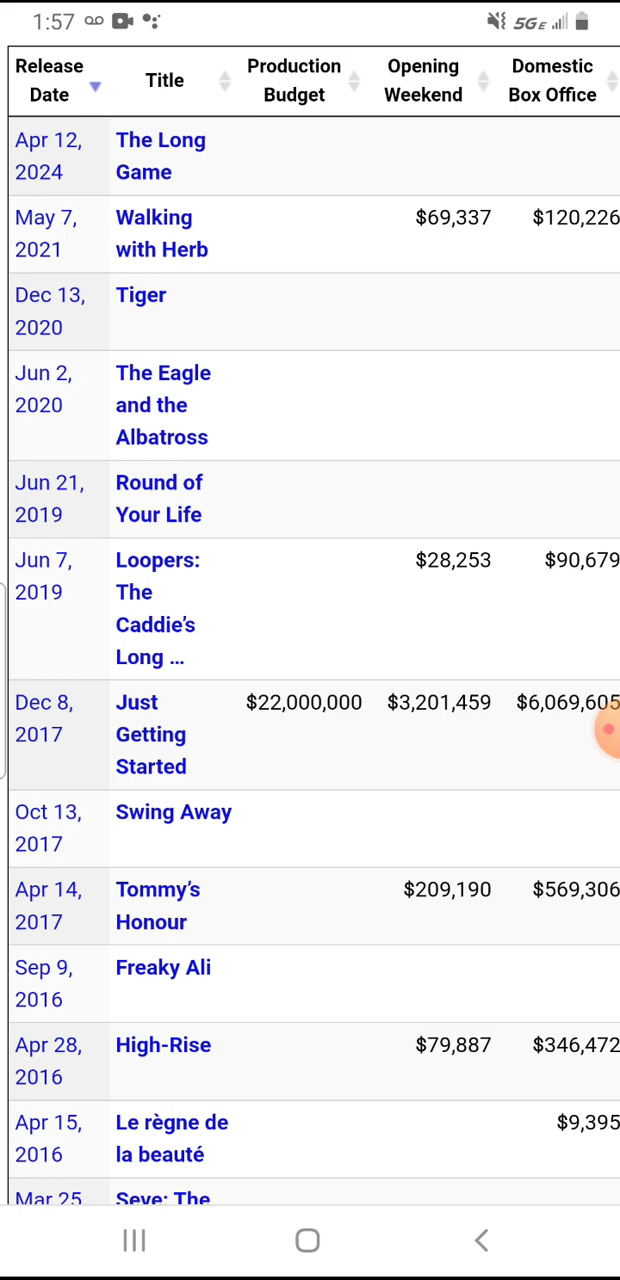 1:57
5GE
Release Date Title Production Budget Opening Weekend Domestic Box Office
Apr 12, 2024 The Long Game
May 7, 2021 Walking with Herb $69,337 $120,226
Dec 13, 2020 Tiger
Jun 2, 2020 The Eagle and the Albatross
Jun 21, 2019 Round of Your Life
Jun 7, 2019 Loopers: The Caddie's Long ... $28,253 $90,679
Dec 8, 2017 Just Getting Started $22,000,000 $3,201,459 $6,069,605
Oct 13, 2017 Swing Away
Apr 14, 2017 Tommy's Honour $209,190 $569,306
Sep 9, 2016 Freaky Ali
Apr 28, 2016 High-Rise $79,887 $346,472
Apr 15, 2016 Le règne de la beauté $9,395
Mar 25 Seve: The